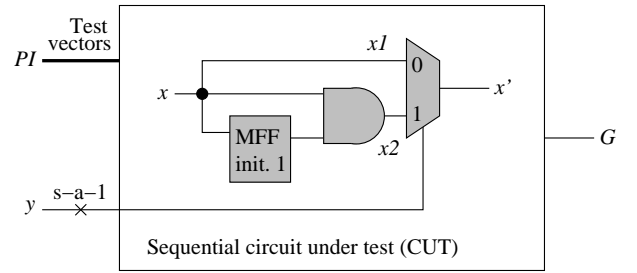 Test
vectors
PI
x1
0
x
x'
1
MFF
init. 1
x2
G
s-a-1
y
Sequential circuit under test (CUT)